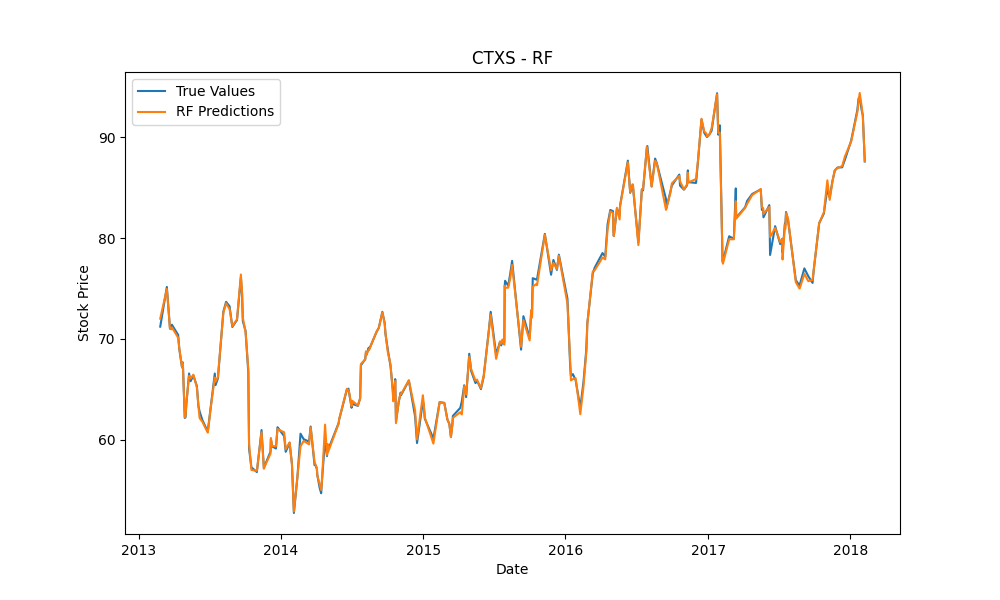 CTXS - RF
True Values
RF Predictions
90
80
70
60
Stock Price
2013 2014 2015 2016 2017 2018
Date